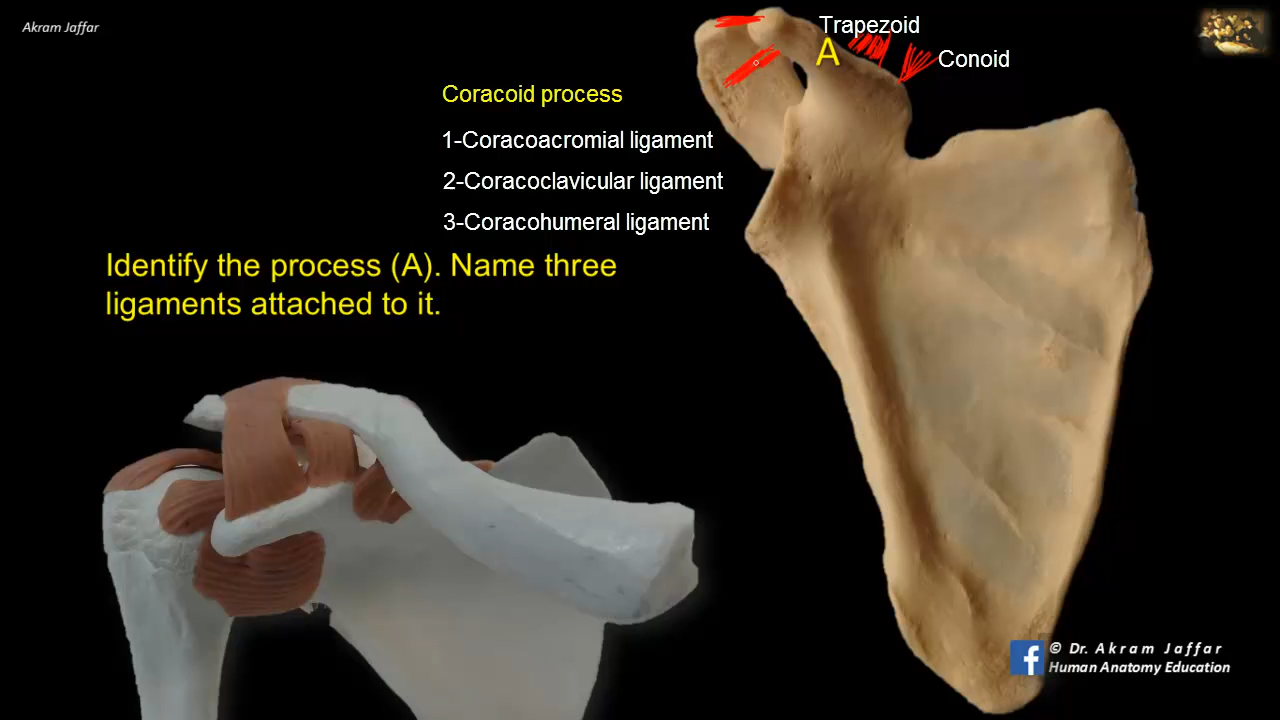 Akram Jaffar
Trapezoid
A
Conoid
Coracoid process
1-Coracoacromial ligament
2-Coracoclavicular ligament
3-Coracohumeral ligament
Identify the process (A). Name three
ligaments attached to it.
f
© Dr. Akram Jaffar
Human Anatomy Education